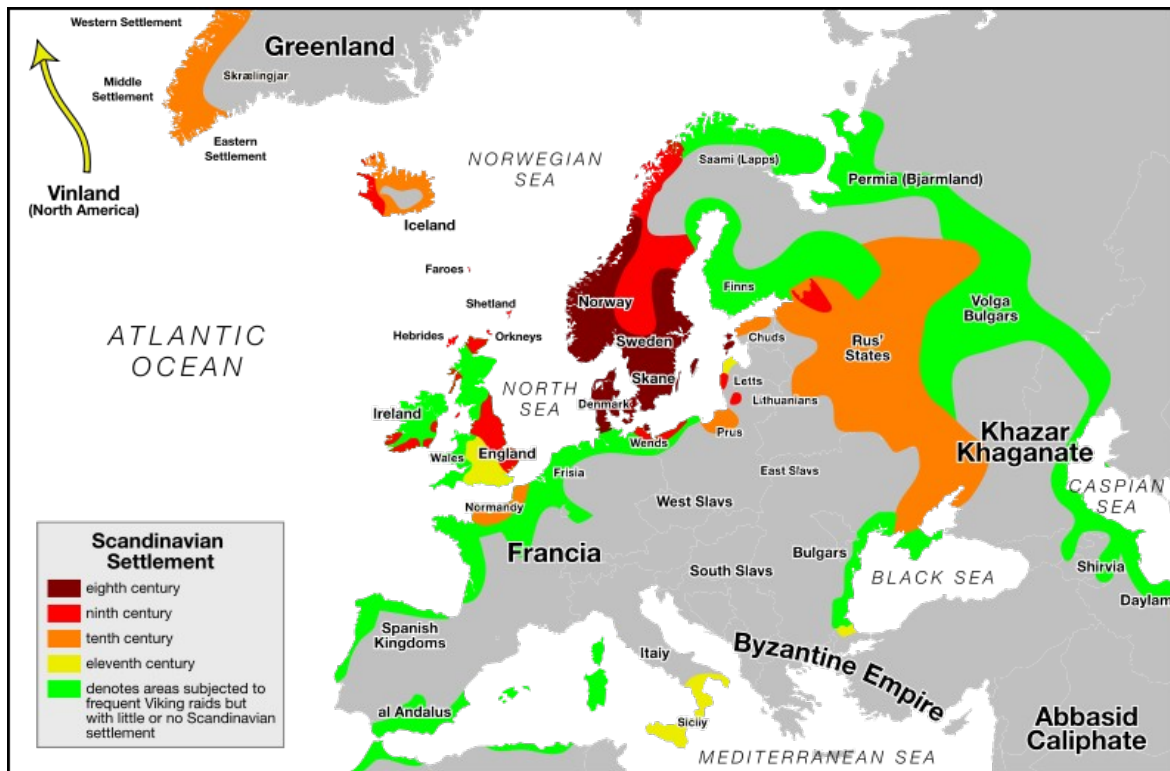 Western Settlement
Greenland
Skrælingjar
Middle
Settlement
Eastern
Settlement
Vinland
(North America)
NORWEGIAN
SEA
Iceland
Saami (Lapps)
Permia (Bjarmland)
Faroes
Shetland
Hebrides
Orkneys
ATLANTIC
OCEAN
Norway
Sweden
Skane
Finns
Volga
Bulgars
Chuds
Rus'
States
NORTH
SEA
Denmark
Letts
Lithuanians
Ireland
Wales
England
Wends
Prus
Khazar
Khaganate
Frisia
East Slavs
West Slavs
CASPIAN
SEA
Normandy
Francia
Bulgars
South Slavs
BLACK SEA
Shirvia
Daylam
Spanish
Kingdoms
Itaiy
Byzantine Empire
al Andalus
Siciiy
Abbasid
Caliphate
MEDITERRANEAN SEA
Scandinavian
Settlement
eighth century
ninth century
tenth century
eleventh century
denotes areas subjected to
frequent Viking raids but
with little or no Scandinavian
settlement